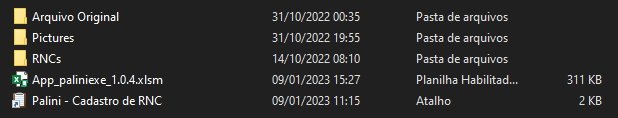 Arquivo Original 31/10/2022 00:35 Pasta de arquivos
Pictures 31/10/2022 19:55 Pasta de arquivos
RNCs 14/10/2022 08:10 Pasta de arquivos
App_paliniexe_1.0.4.xlsm 09/01/2023 15:27 Planilha Habilitad... 311 KB
Palini - Cadastro de RNC 09/01/2023 11:15 Atalho 2 KB